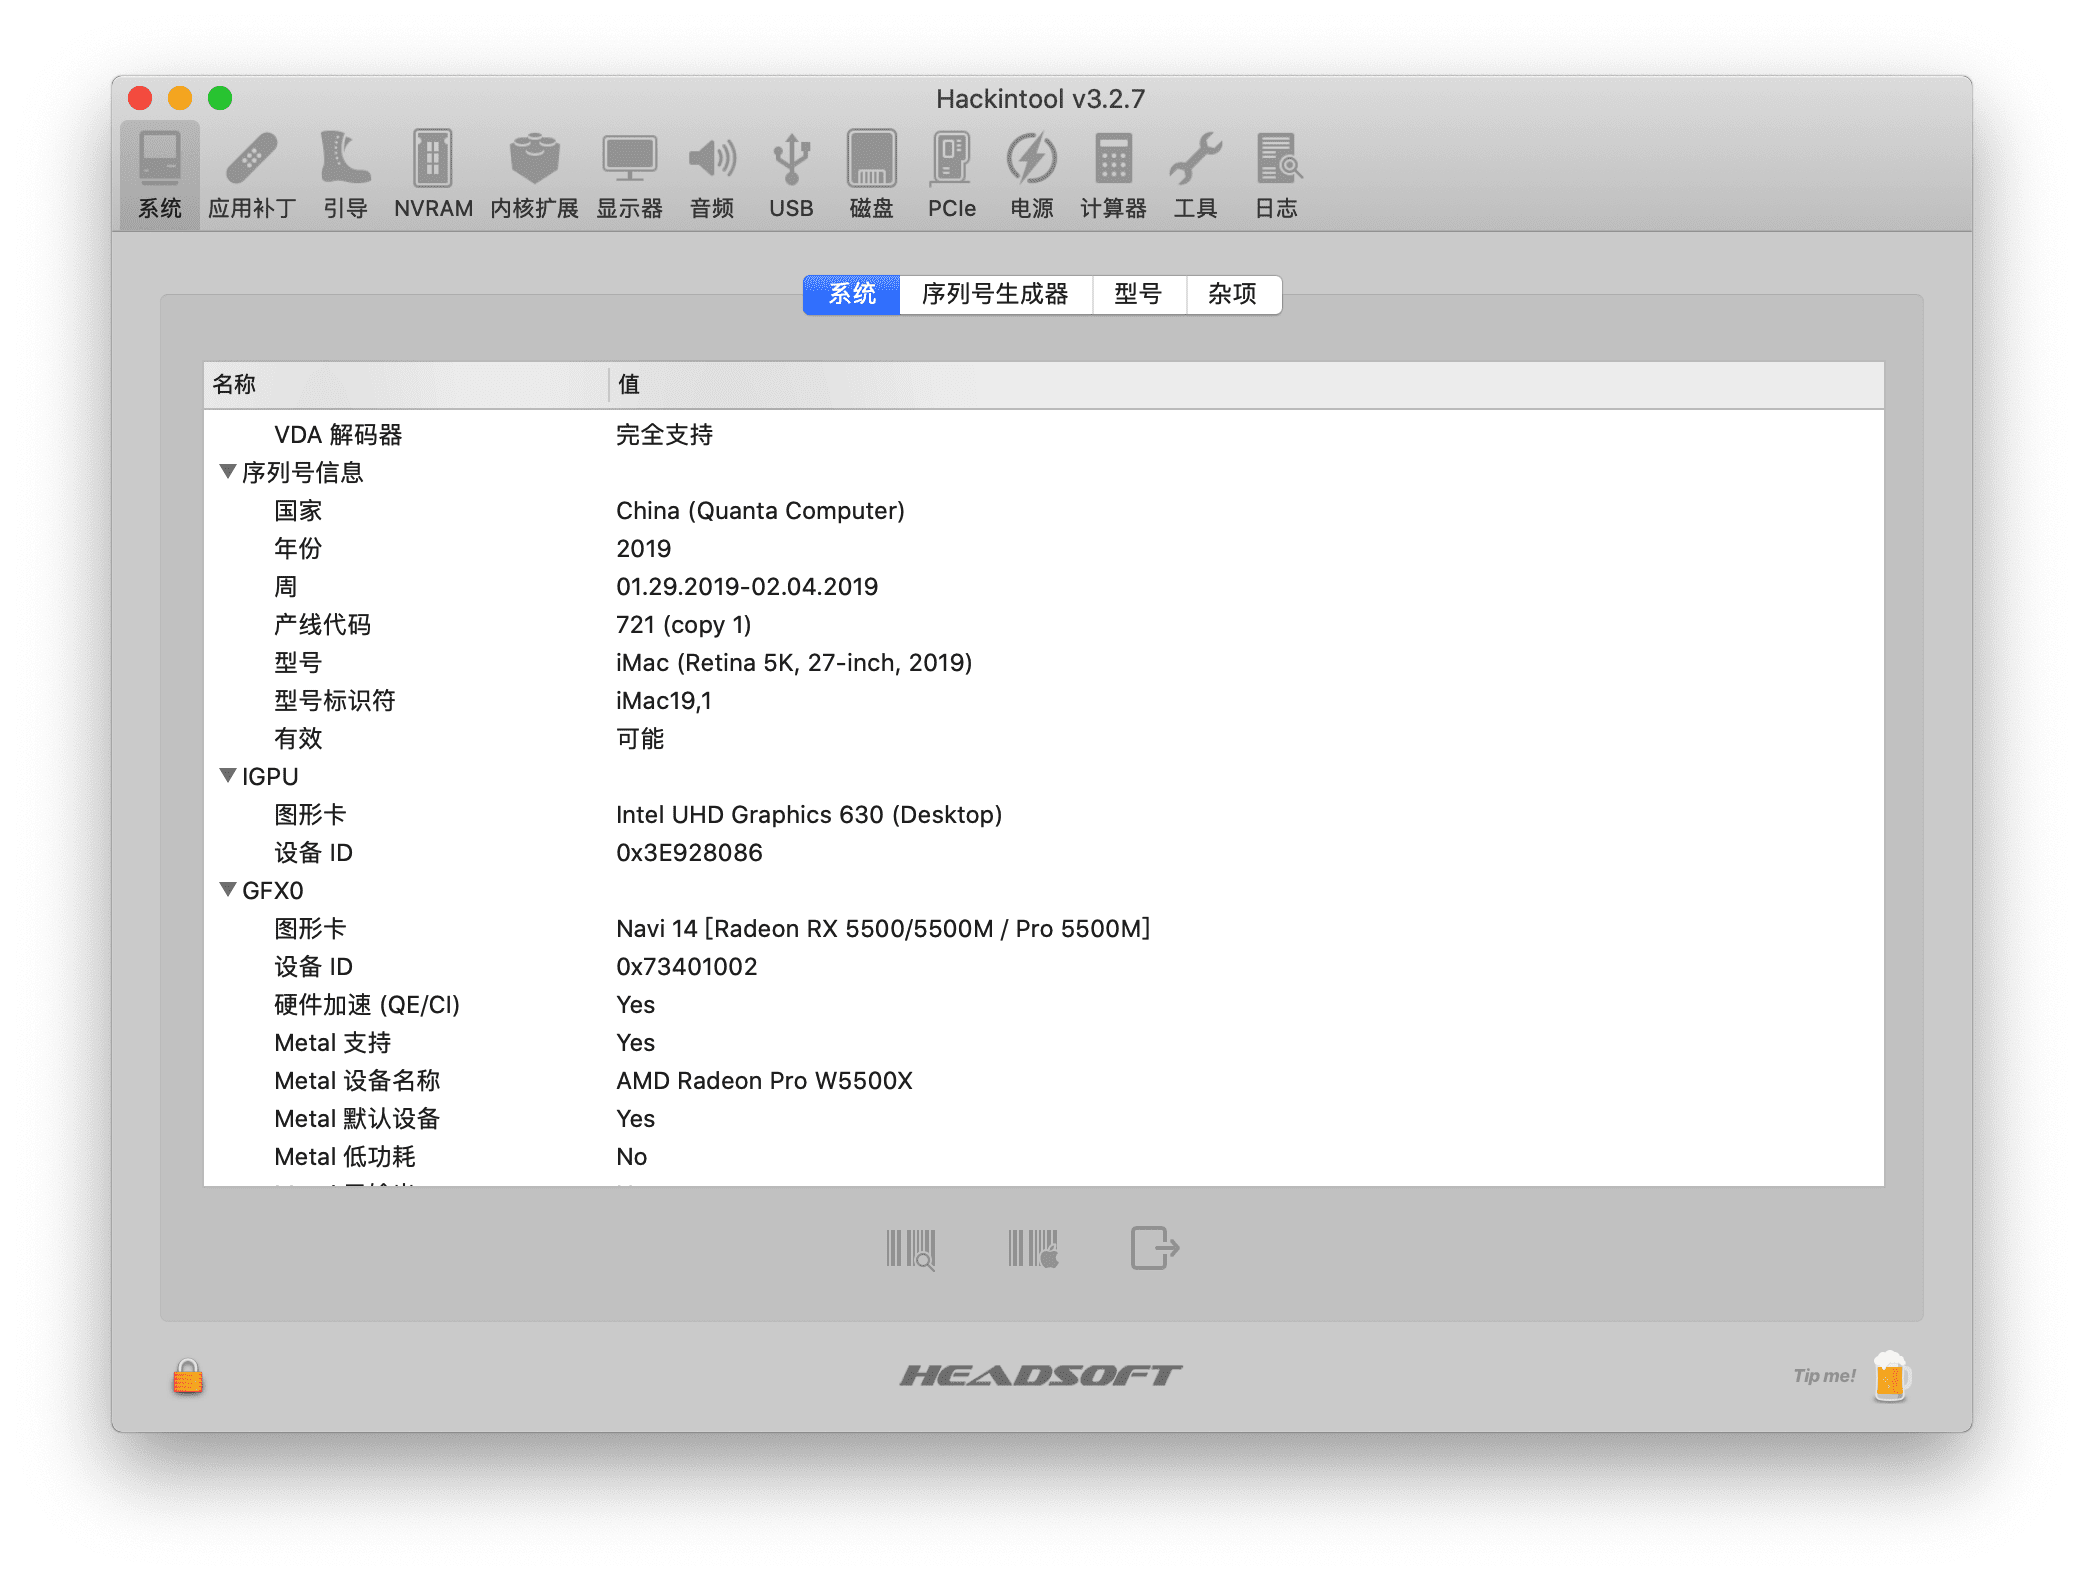 Hackintool v3.2.7
系统 应用补丁 引导 NVRAM 内核扩展 显示器 音频 USB 磁盘 PCIe 电源 计算器 工具 日志
系统 序列号生成器 型号 杂项
名称 值
VDA 解码器 完全支持
序列号信息
国家 China (Quanta Computer)
年份 2019
周 01.29.2019-02.04.2019
产线代码 721 (copy 1)
型号 iMac (Retina 5K, 27-inch, 2019)
型号标识符 iMac19,1
有效 可能
IGPU
图形卡 Intel UHD Graphics 630 (Desktop)
设备 ID 0x3E928086
GFX0
图形卡 Navi 14 [Radeon RX 5500/5500M / Pro 5500M]
设备 ID 0x73401002
硬件加速 (QE/CI) Yes
Metal 支持 Yes
Metal 设备名称 AMD Radeon Pro W5500X
Metal 默认设备 Yes
Metal 低功耗 No
HEADSOFT
Tip me!